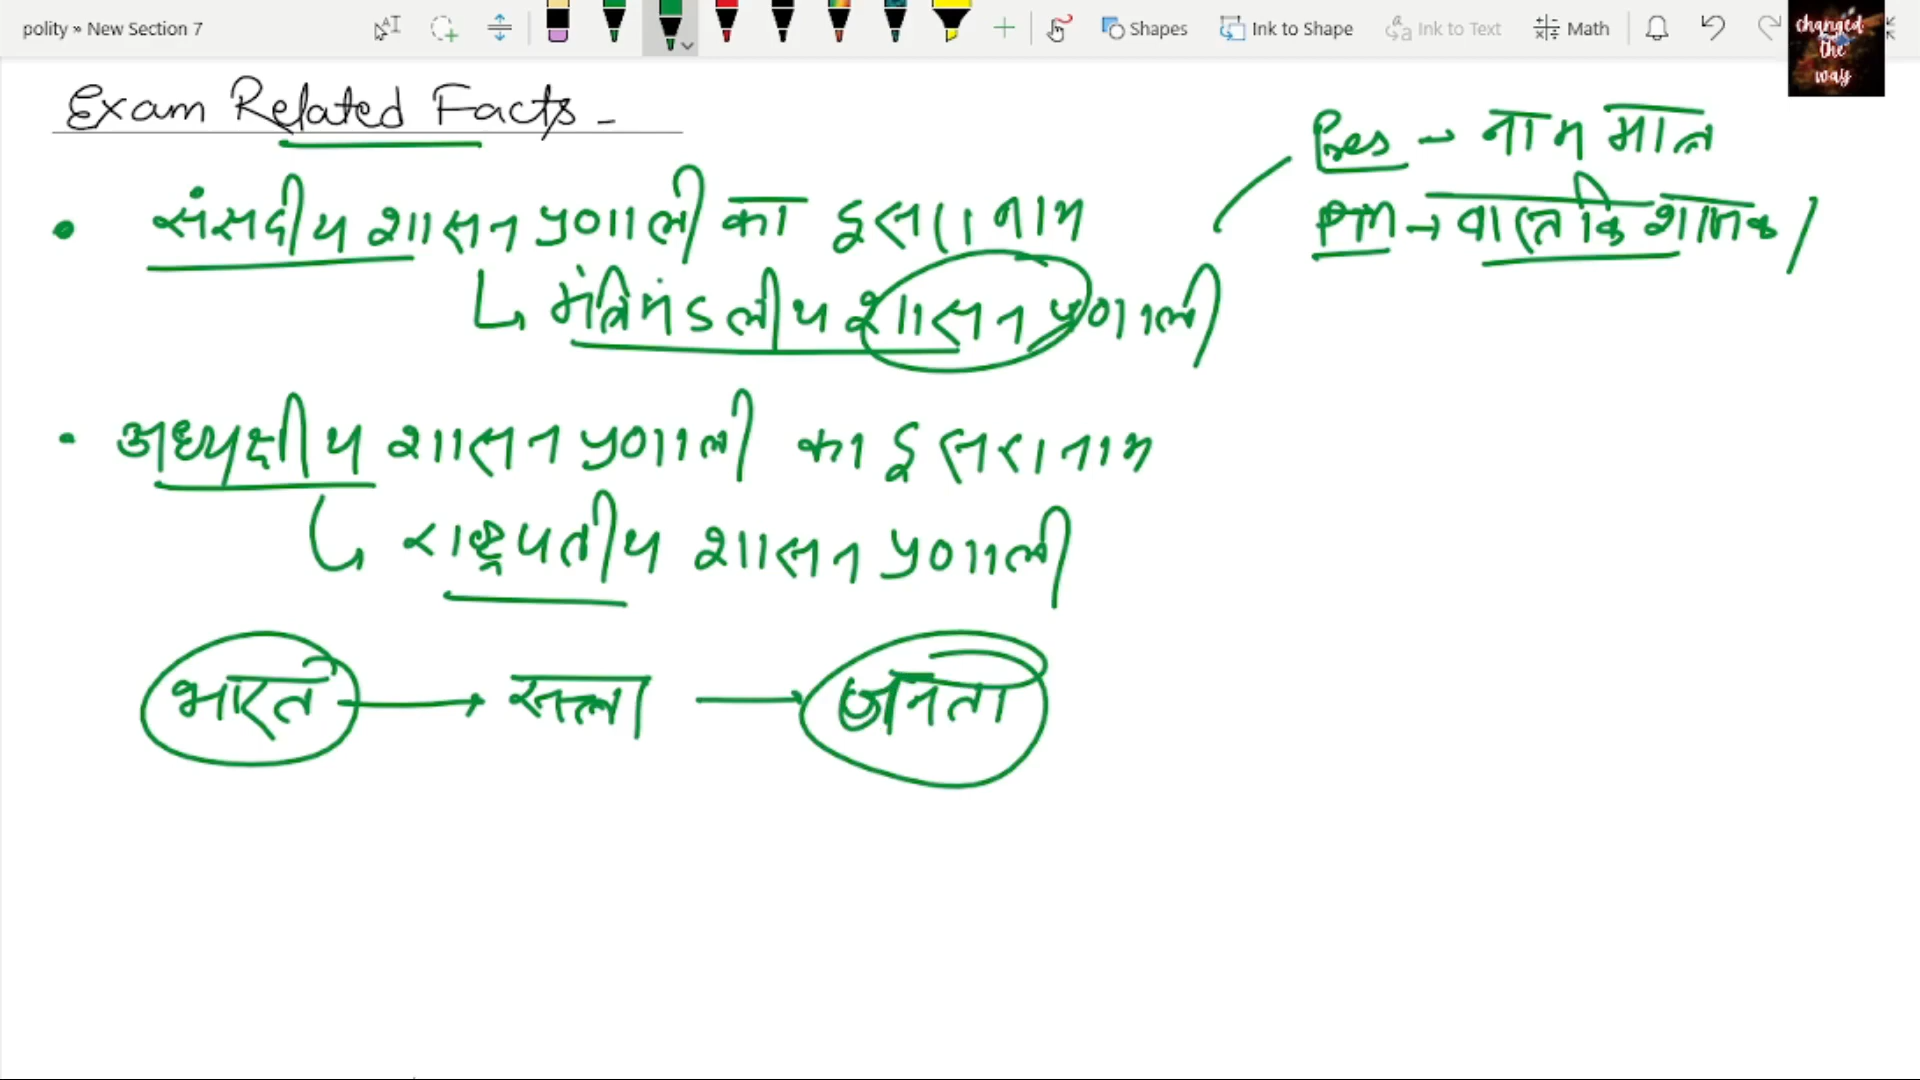 polity » New Section 7
Shapes
Ink to Shape
Ink to Text
Math
changed
the
way
Exam Related Facts -
Pres → नाम मात्र
PM → वास्तविक शासक
• संसदीय शासन प्रणाली का दूसरा नाम
↳ मंत्रिमंडलीय शासन प्रणाली
• अध्यक्षीय शासन प्रणाली का दूसरा नाम
↳ राष्ट्रपतीय शासन प्रणाली
भारत → सत्ता → जनता